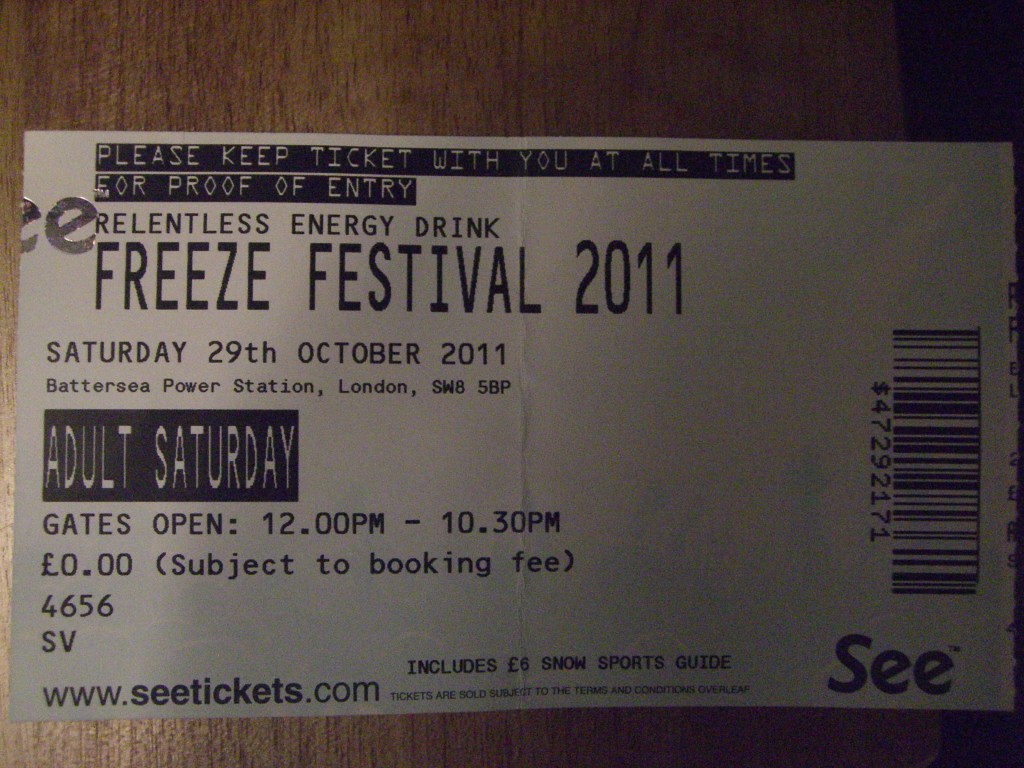 PLEASE KEEP TICKET WITH YOU AT ALL TIMES
FOR PROOF OF ENTRY
ee
RELENTLESS ENERGY DRINK
FREEZE FESTIVAL 2011
SATURDAY 29th OCTOBER 2011
Battersea Power Station, London, SW8 5BP
ADULT SATURDAY
GATES OPEN: 12.00PM - 10.30PM
£0.00 (Subject to booking fee)
4656
SV
INCLUDES £6 SNOW SPORTS GUIDE
www.seetickets.com TICKETS ARE SOLD SUBJECT TO THE TERMS AND CONDITIONS OVERLEAF
$47292171
See™